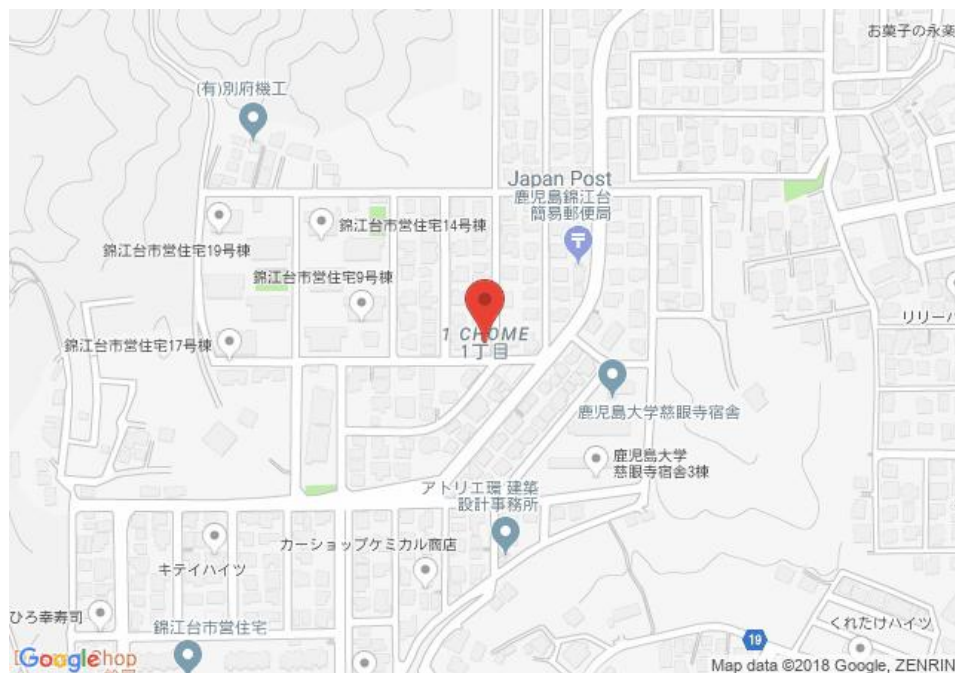 お菓子の永楽
(有)別府機工
Japan Post
鹿児島錦江台
簡易郵便局
錦江台市営住宅14号棟
錦江台市営住宅19号棟
錦江台市営住宅9号棟
リリーハ
1 CHOME
1丁目
錦江台市営住宅17号棟
鹿児島大学慈眼寺宿舎
鹿児島大学
慈眼寺宿舎3棟
アトリエ環 建築
設計事務所
カーショップケミカル商店
キテイハイツ
ひろ幸寿司
錦江台市営住宅
19
くれたけハイツ
Google
Map data ©2018 Google, ZENRIN